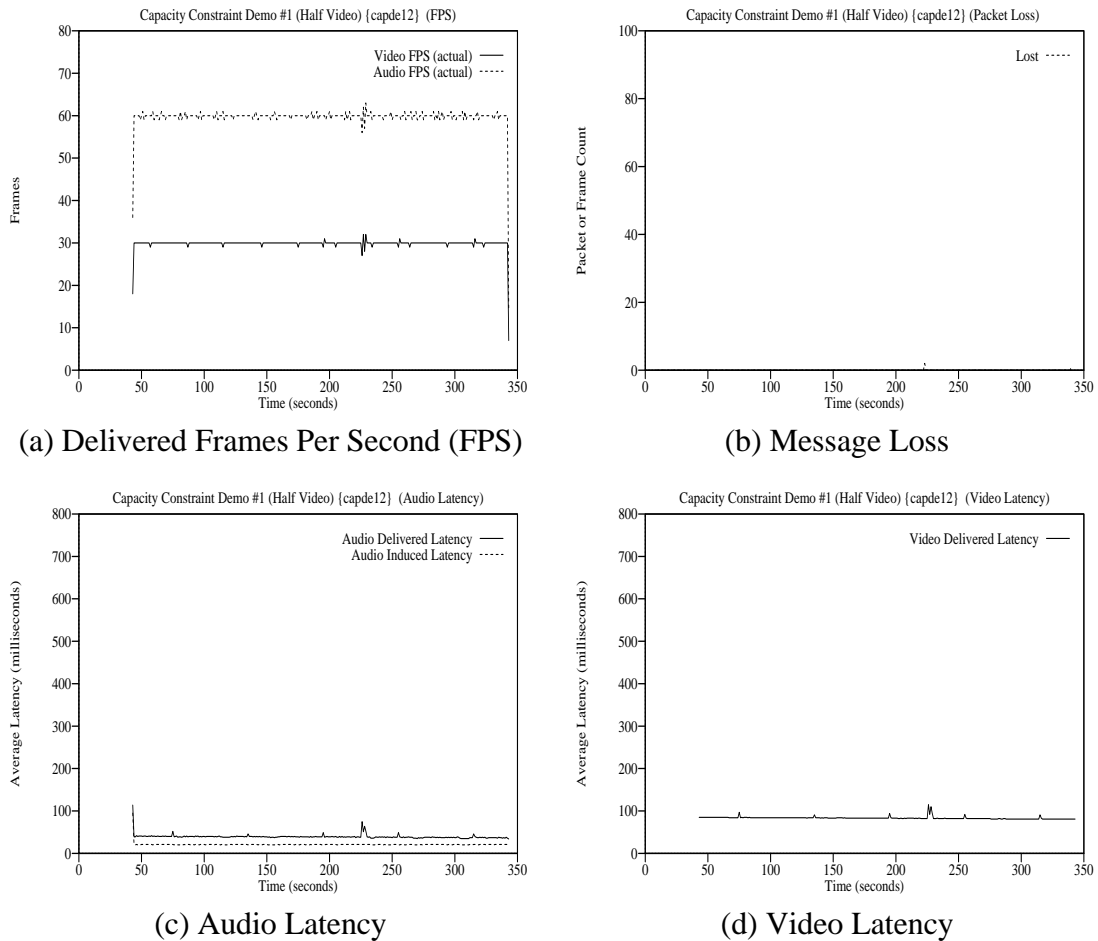 Capacity Constraint Demo #1 (Half Video) {capde12} (FPS)
80
70
60
50
40
30
20
10
0
Frames
Video FPS (actual)
Audio FPS (actual)
0 50 100 150 200 250 300 350
Time (seconds)
(a) Delivered Frames Per Second (FPS)
Capacity Constraint Demo #1 (Half Video) {capde12} (Packet Loss)
100
80
60
40
20
0
Packet or Frame Count
Lost
0 50 100 150 200 250 300 350
Time (seconds)
(b) Message Loss
Capacity Constraint Demo #1 (Half Video) {capde12} (Audio Latency)
800
700
600
500
400
300
200
100
0
Average Latency (milliseconds)
Audio Delivered Latency
Audio Induced Latency
0 50 100 150 200 250 300 350
Time (seconds)
(c) Audio Latency
Capacity Constraint Demo #1 (Half Video) {capde12} (Video Latency)
800
700
600
500
400
300
200
100
0
Average Latency (milliseconds)
Video Delivered Latency
0 50 100 150 200 250 300 350
Time (seconds)
(d) Video Latency